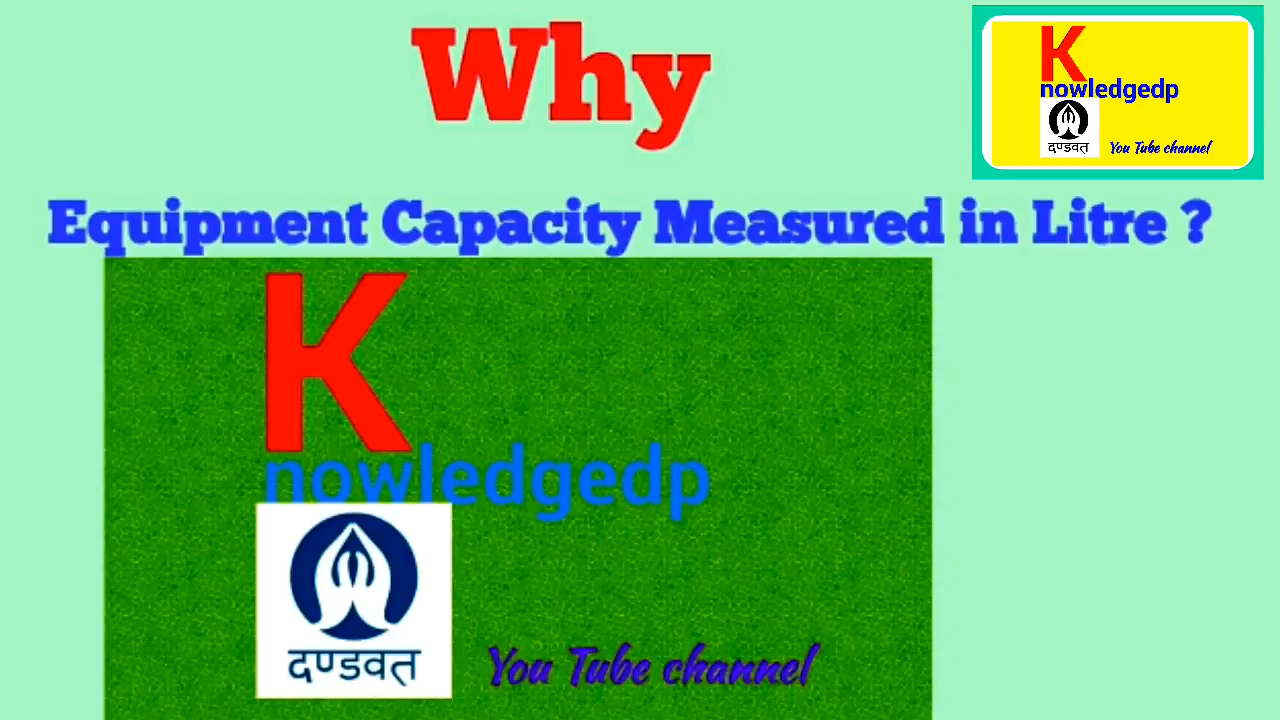 Why
K
nowledgedp
दण्डवत् You Tube channel
Equipment Capacity Measured in Litre ?
K
nowledgedp
दण्डवत् You Tube channel